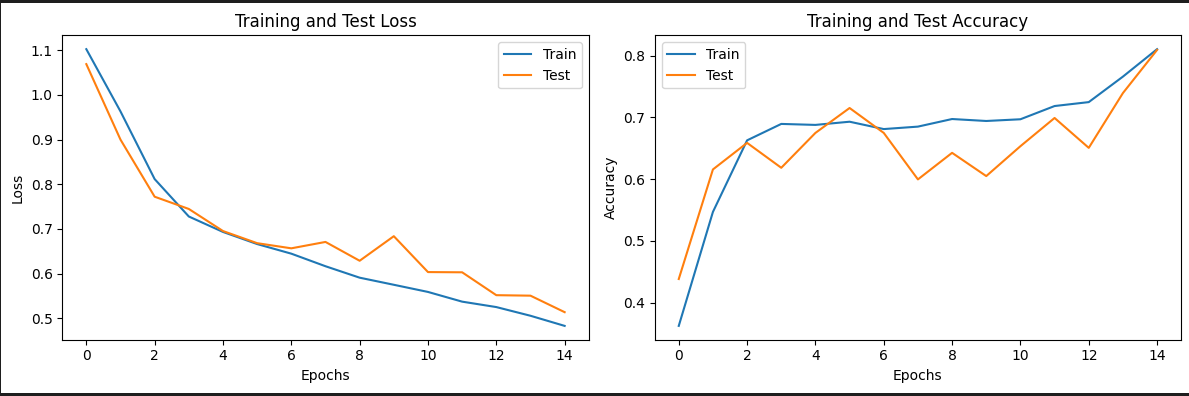 Training and Test Loss
Train
Test
1.1
1.0
0.9
0.8
0.7
0.6
0.5
Loss
0 2 4 6 8 10 12 14
Epochs
Training and Test Accuracy
Train
Test
0.8
0.7
0.6
0.5
0.4
Accuracy
0 2 4 6 8 10 12 14
Epochs